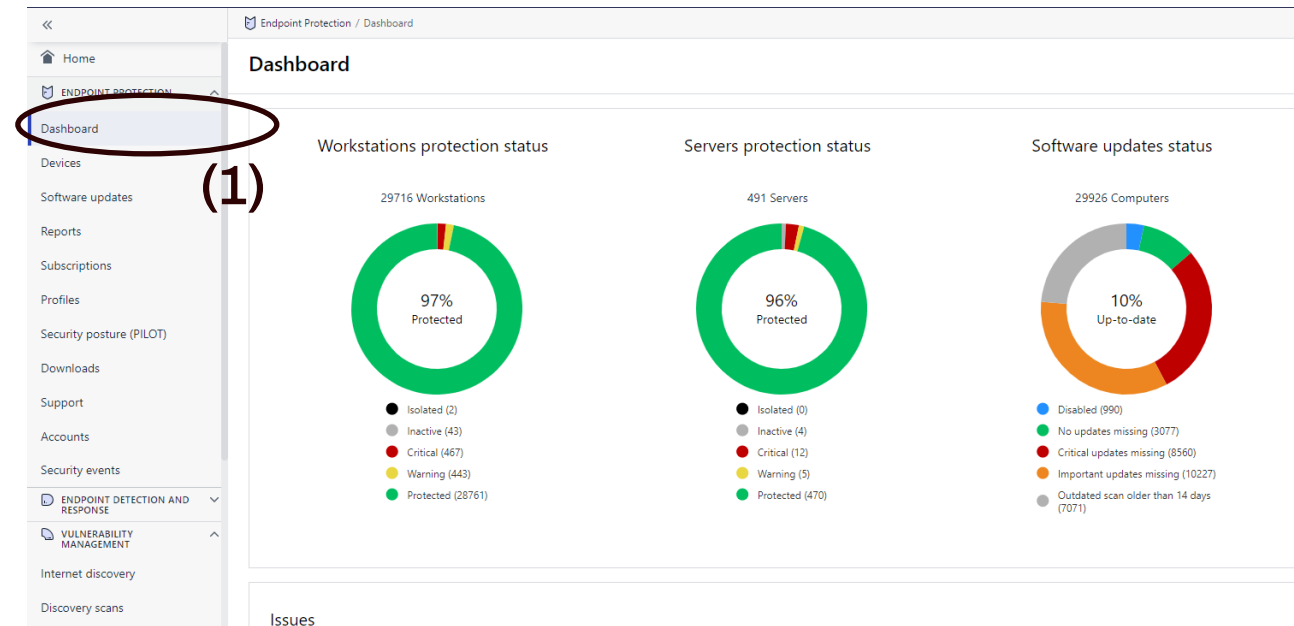 «
Endpoint Protection / Dashboard
Home
Dashboard
ENDPOINT PROTECTION
Dashboard
(1)
Devices
Software updates
Reports
Subscriptions
Profiles
Security posture (PILOT)
Downloads
Support
Accounts
Security events
ENDPOINT DETECTION AND
RESPONSE
VULNERABILITY
MANAGEMENT
Internet discovery
Discovery scans
Workstations protection status
29716 Workstations
97%
Protected
Isolated (2)
Inactive (43)
Critical (467)
Warning (443)
Protected (28761)
Servers protection status
491 Servers
96%
Protected
Isolated (0)
Inactive (4)
Critical (12)
Warning (5)
Protected (470)
Software updates status
29926 Computers
10%
Up-to-date
Disabled (990)
No updates missing (3077)
Critical updates missing (8560)
Important updates missing (10227)
Outdated scan older than 14 days
(7071)
Issues